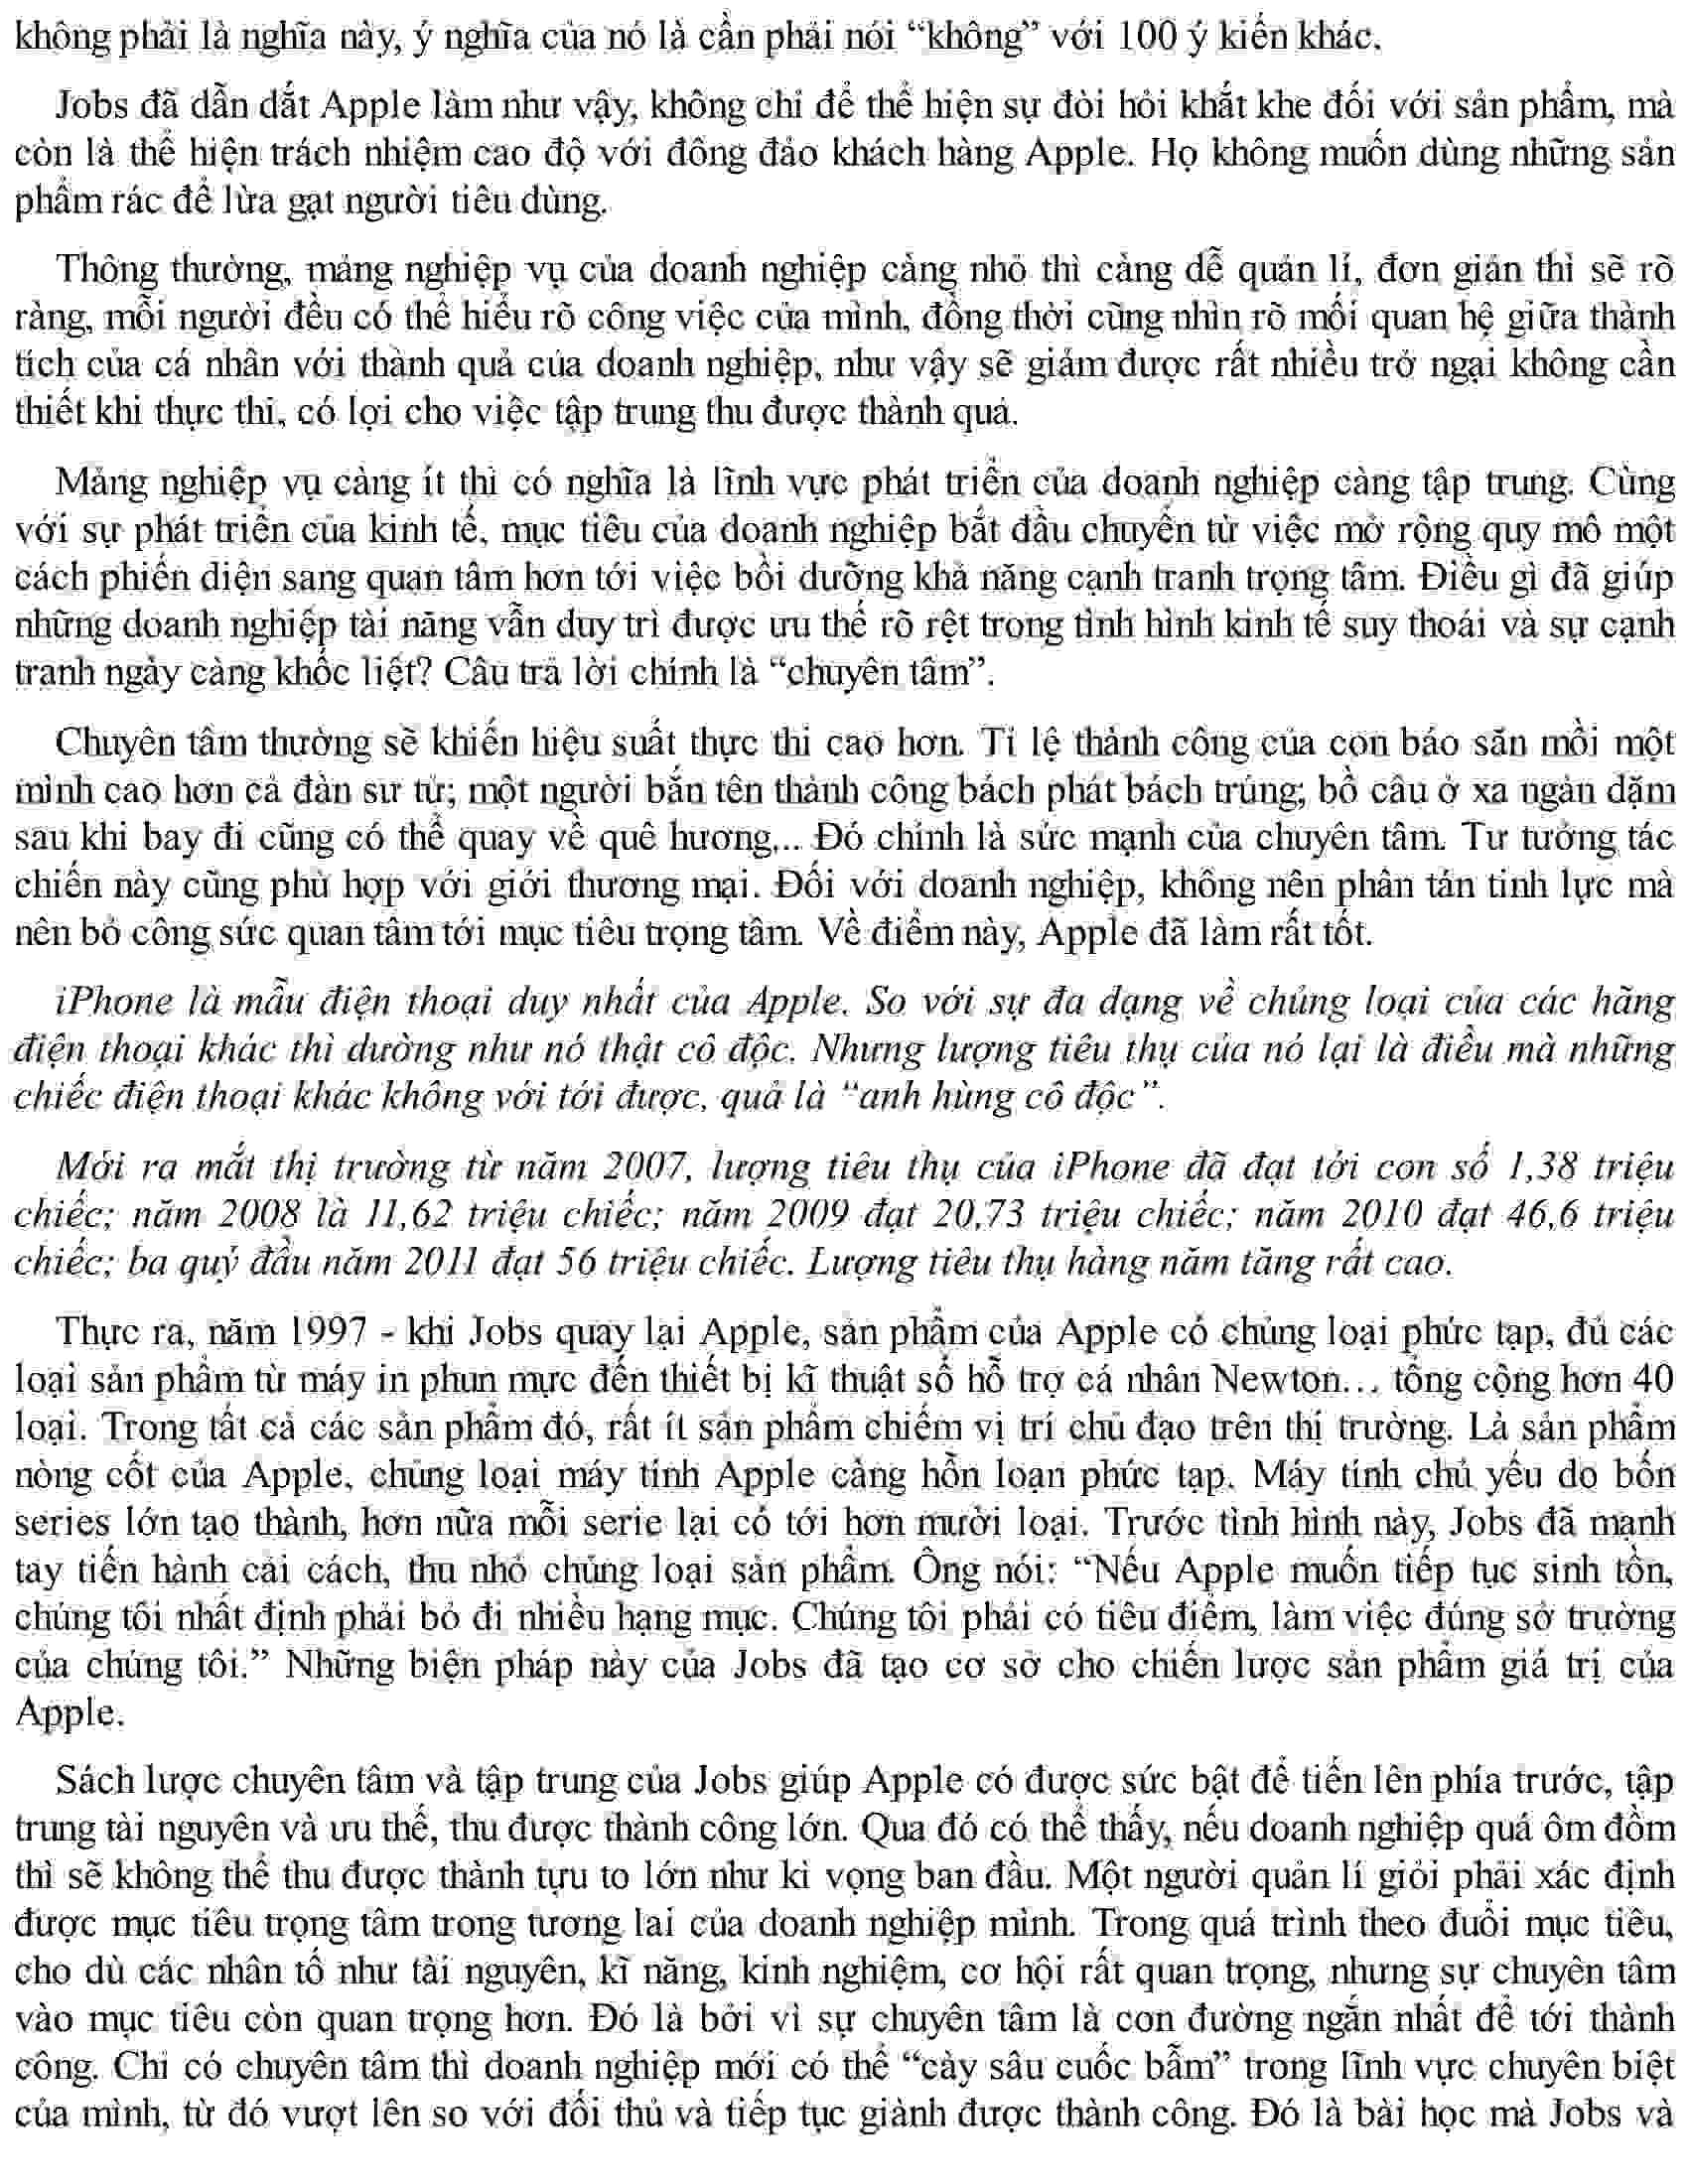 không phải là nghĩa này, ý nghĩa của nó là cần phải nói “không” với 100 ý kiến khác.
Jobs đã dẫn dắt Apple làm như vậy, không chỉ để thể hiện sự đòi hỏi khắt khe đối với sản phẩm, mà
còn là thể hiện trách nhiệm cao độ với đông đảo khách hàng Apple. Họ không muốn dùng những sản
phẩm rác để lừa gạt người tiêu dùng.
Thông thường, mảng nghiệp vụ của doanh nghiệp càng nhỏ thì càng dễ quản lí, đơn giản thì sẽ rõ
ràng, mỗi người đều có thể hiểu rõ công việc của mình, đồng thời cũng nhìn rõ mối quan hệ giữa thành
tích của cá nhân với thành quả của doanh nghiệp, như vậy sẽ giảm được rất nhiều trở ngại không cần
thiết khi thực thi, có lợi cho việc tập trung thu được thành quả.
Mảng nghiệp vụ càng ít thì có nghĩa là lĩnh vực phát triển của doanh nghiệp càng tập trung. Cùng
với sự phát triển của kinh tế, mục tiêu của doanh nghiệp bắt đầu chuyển từ việc mở rộng quy mô một
cách phiến diện sang quan tâm hơn tới việc bồi dưỡng khả năng cạnh tranh trọng tâm. Điều gì đã giúp
những doanh nghiệp tài năng vẫn duy trì được ưu thế rõ rệt trong tình hình kinh tế suy thoái và sự cạnh
tranh ngày càng khốc liệt? Câu trả lời chính là “chuyên tâm”.
Chuyên tâm thường sẽ khiến hiệu suất thực thi cao hơn. Tỉ lệ thành công của con báo săn mồi một
mình cao hơn cả đàn sư tử; một người bắn tên thành công bách phát bách trúng; bồ câu ở xa ngàn dặm
sau khi bay đi cũng có thể quay về quê hương... Đó chính là sức mạnh của chuyên tâm. Tư tưởng tác
chiến này cũng phù hợp với giới thương mại. Đối với doanh nghiệp, không nên phân tán tinh lực mà
nên bỏ công sức quan tâm tới mục tiêu trọng tâm. Về điểm này, Apple đã làm rất tốt.
iPhone là mẫu điện thoại duy nhất của Apple. So với sự đa dạng về chủng loại của các hãng
điện thoại khác thì dường như nó thật cô độc. Nhưng lượng tiêu thụ của nó lại là điều mà những
chiếc điện thoại khác không với tới được, quả là “anh hùng cô độc”.
Mới ra mắt thị trường từ năm 2007, lượng tiêu thụ của iPhone đã đạt tới con số 1,38 triệu
chiếc; năm 2008 là 11,62 triệu chiếc; năm 2009 đạt 20,73 triệu chiếc; năm 2010 đạt 46,6 triệu
chiếc; ba quý đầu năm 2011 đạt 56 triệu chiếc. Lượng tiêu thụ hàng năm tăng rất cao.
Thực ra, năm 1997 - khi Jobs quay lại Apple, sản phẩm của Apple có chủng loại phức tạp, đủ các
loại sản phẩm từ máy in phun mực đến thiết bị kĩ thuật số hỗ trợ cá nhân Newton… tổng cộng hơn 40
loại. Trong tất cả các sản phẩm đó, rất ít sản phẩm chiếm vị trí chủ đạo trên thị trường. Là sản phẩm
nòng cốt của Apple, chủng loại máy tính Apple càng hỗn loạn phức tạp. Máy tính chủ yếu do bốn
series lớn tạo thành, hơn nữa mỗi serie lại có tới hơn mười loại. Trước tình hình này, Jobs đã mạnh
tay tiến hành cải cách, thu nhỏ chủng loại sản phẩm. Ông nói: “Nếu Apple muốn tiếp tục sinh tồn,
chúng tôi nhất định phải bỏ đi nhiều hạng mục. Chúng tôi phải có tiêu điểm, làm việc đúng sở trường
của chúng tôi.” Những biện pháp này của Jobs đã tạo cơ sở cho chiến lược sản phẩm giá trị của
Apple.
Sách lược chuyên tâm và tập trung của Jobs giúp Apple có được sức bật để tiến lên phía trước, tập
trung tài nguyên và ưu thế, thu được thành công lớn. Qua đó có thể thấy, nếu doanh nghiệp quá ôm đồm
thì sẽ không thể thu được thành tựu to lớn như kì vọng ban đầu. Một người quản lí giỏi phải xác định
được mục tiêu trọng tâm trong tương lai của doanh nghiệp mình. Trong quá trình theo đuổi mục tiêu,
cho dù các nhân tố như tài nguyên, kĩ năng, kinh nghiệm, cơ hội rất quan trọng, nhưng sự chuyên tâm
vào mục tiêu còn quan trọng hơn. Đó là bởi vì sự chuyên tâm là con đường ngắn nhất để tới thành
công. Chỉ có chuyên tâm thì doanh nghiệp mới có thể “cày sâu cuốc bẫm” trong lĩnh vực chuyên biệt
của mình, từ đó vượt lên so với đối thủ và tiếp tục giành được thành công. Đó là bài học mà Jobs và